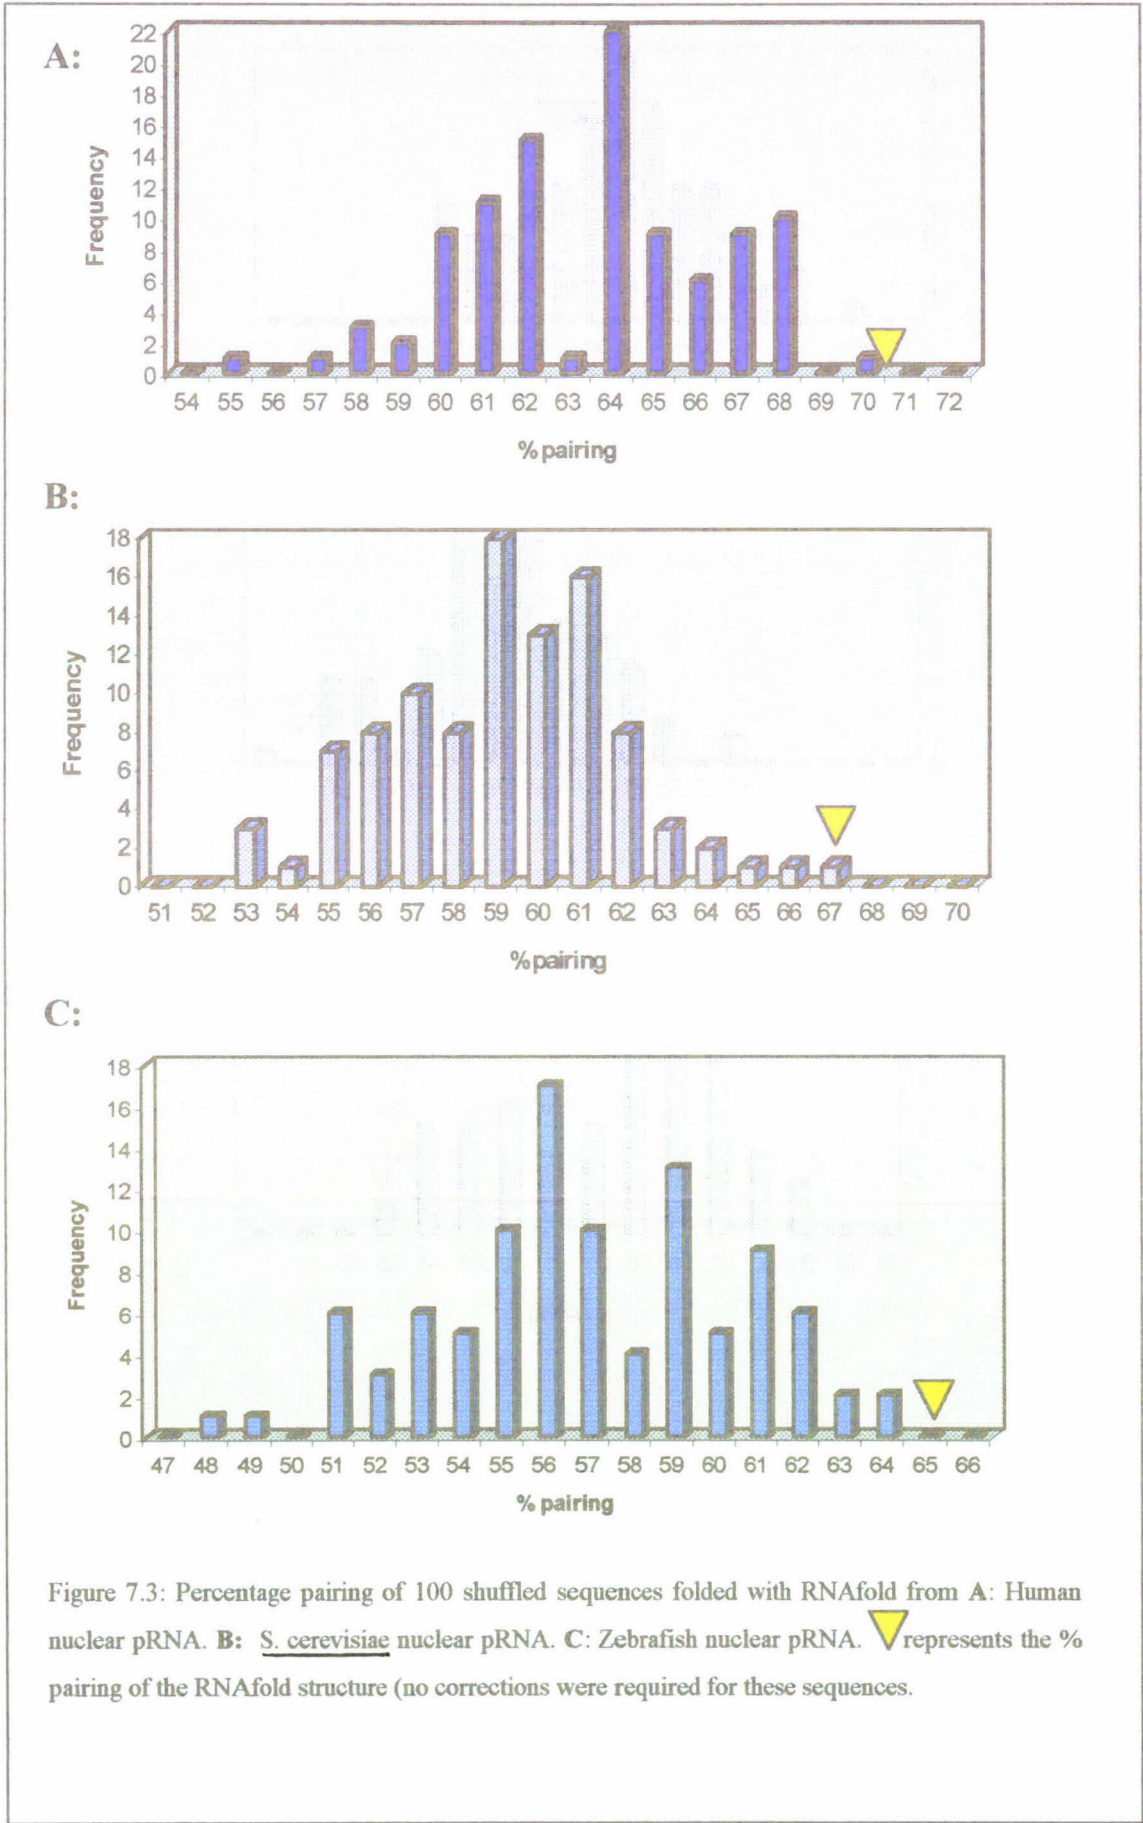 A:
22
20
18
16
14
12
10
8
6
4
2
0
Frequency
54 55 56 57 58 59 60 61 62 63 64 65 66 67 68 69 70 71 72
% pairing
B:
18
16
14
12
10
8
6
4
2
0
Frequency
51 52 53 54 55 56 57 58 59 60 61 62 63 64 65 66 67 68 69 70
% pairing
C:
18
16
14
12
10
8
6
4
2
0
Frequency
47 48 49 50 51 52 53 54 55 56 57 58 59 60 61 62 63 64 65 66
% pairing
Figure 7.3: Percentage pairing of 100 shuffled sequences folded with RNAfold from A: Human
nuclear pRNA. B: S. cerevisiae nuclear pRNA. C: Zebrafish nuclear pRNA. represents the %
pairing of the RNAfold structure (no corrections were required for these sequences.